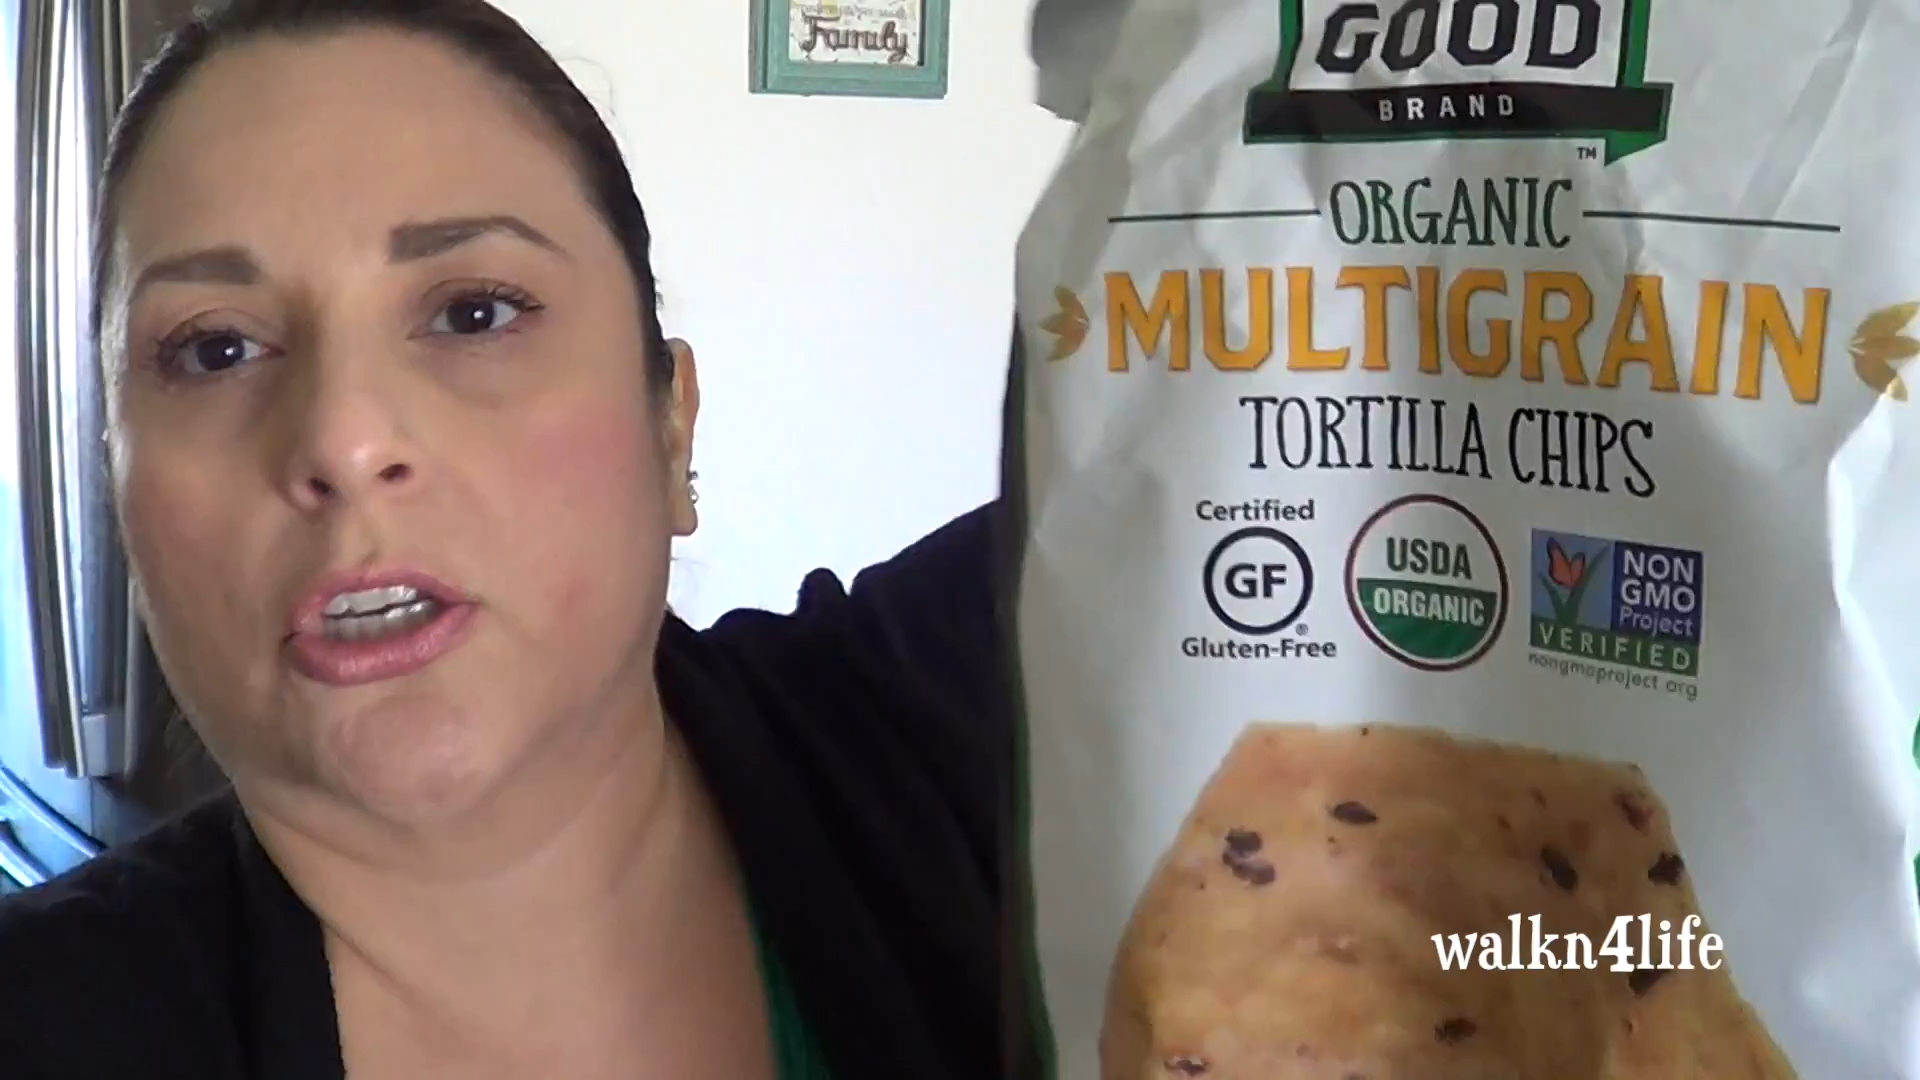 Family
GOOD
BRAND
TM
ORGANIC
MULTIGRAIN
TORTILLA CHIPS
Certified
GF
®
Gluten-Free
USDA
ORGANIC
NON
GMO
Project
VERIFIED
nongmoproject.org
walkn4life